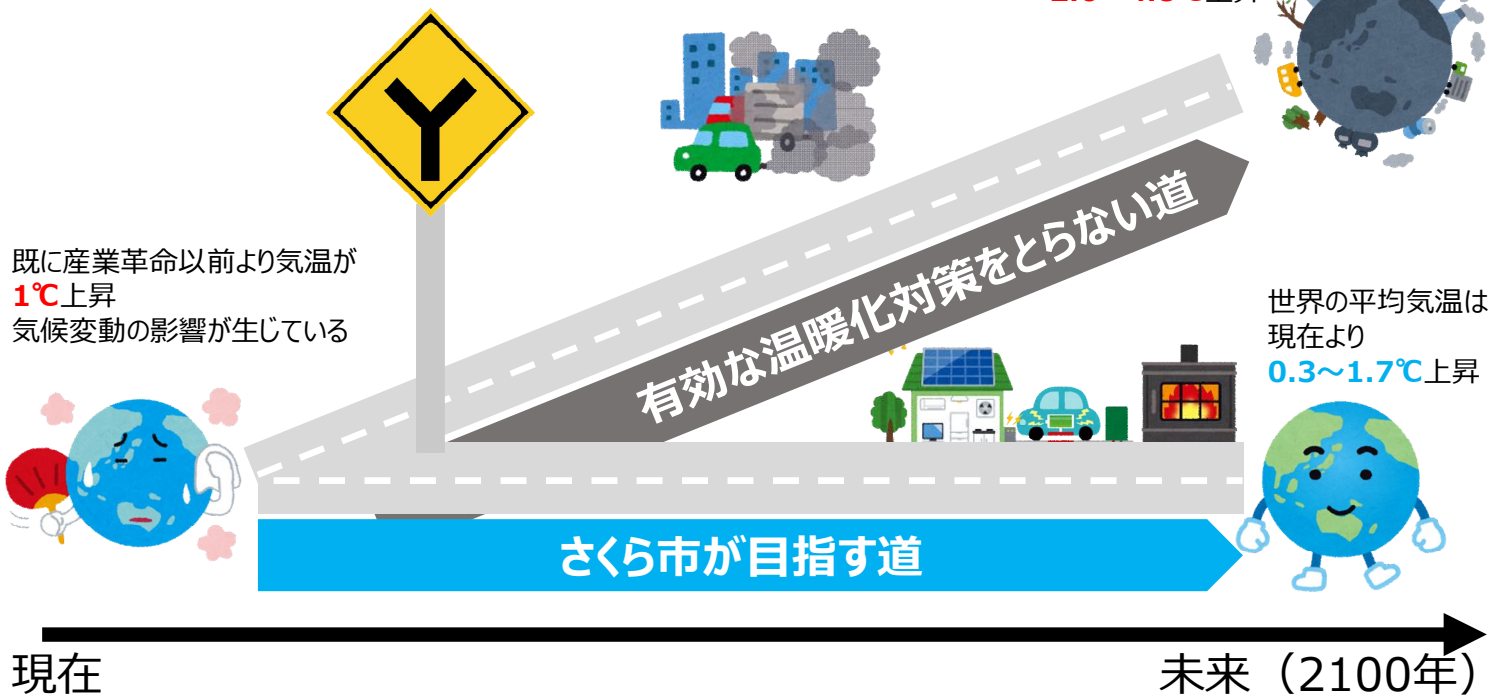 上昇
既に産業革命以前より気温が
1℃上昇
気候変動の影響が生じている
有効な温暖化対策をとらない道
世界の平均気温は
現在より
0.3～1.7℃上昇
さくら市が目指す道
現在
未来（2100年）